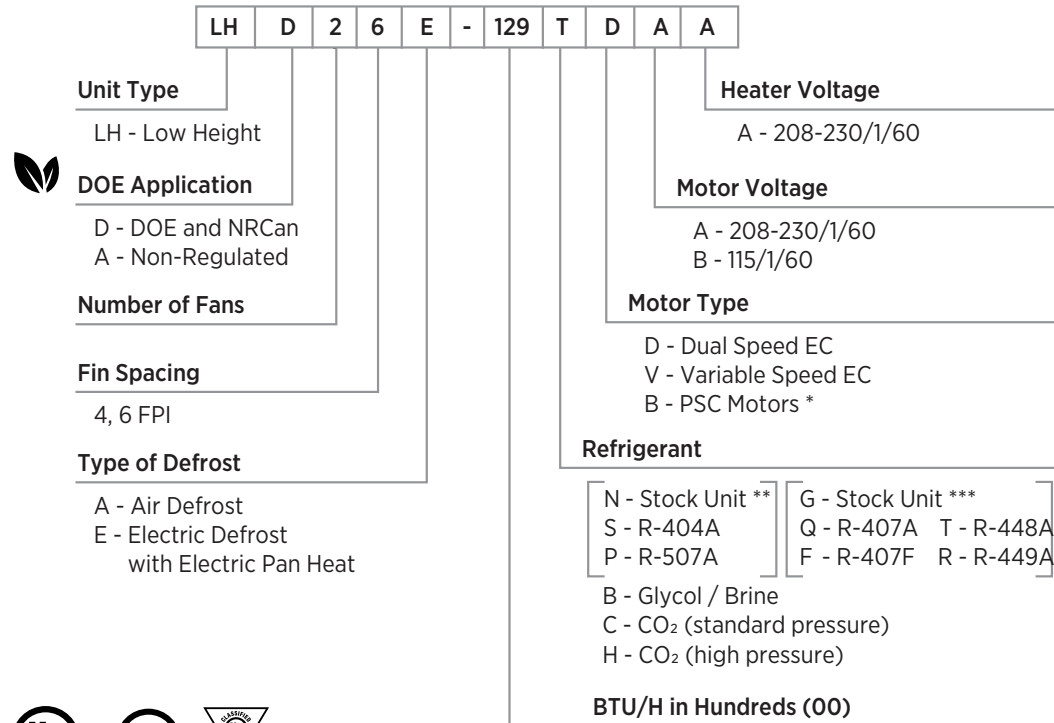 LH D 2 6 E - 129 T D A A
Unit Type
LH - Low Height
DOE Application
D - DOE and NRCan
A - Non-Regulated
Number of Fans
Fin Spacing
4, 6 FPI
Type of Defrost
A - Air Defrost
E - Electric Defrost
with Electric Pan Heat
Heater Voltage
A - 208-230/1/60
Motor Voltage
A - 208-230/1/60
B - 115/1/60
Motor Type
D - Dual Speed EC
V - Variable Speed EC
B - PSC Motors *
Refrigerant
N - Stock Unit **
S - R-404A
P - R-507A
G - Stock Unit ***
Q - R-407A T - R-448A
F - R-407F R - R-449A
B - Glycol / Brine
C - CO₂ (standard pressure)
H - CO₂ (high pressure)
BTU/H in Hundreds (00)
CLASSIFIED